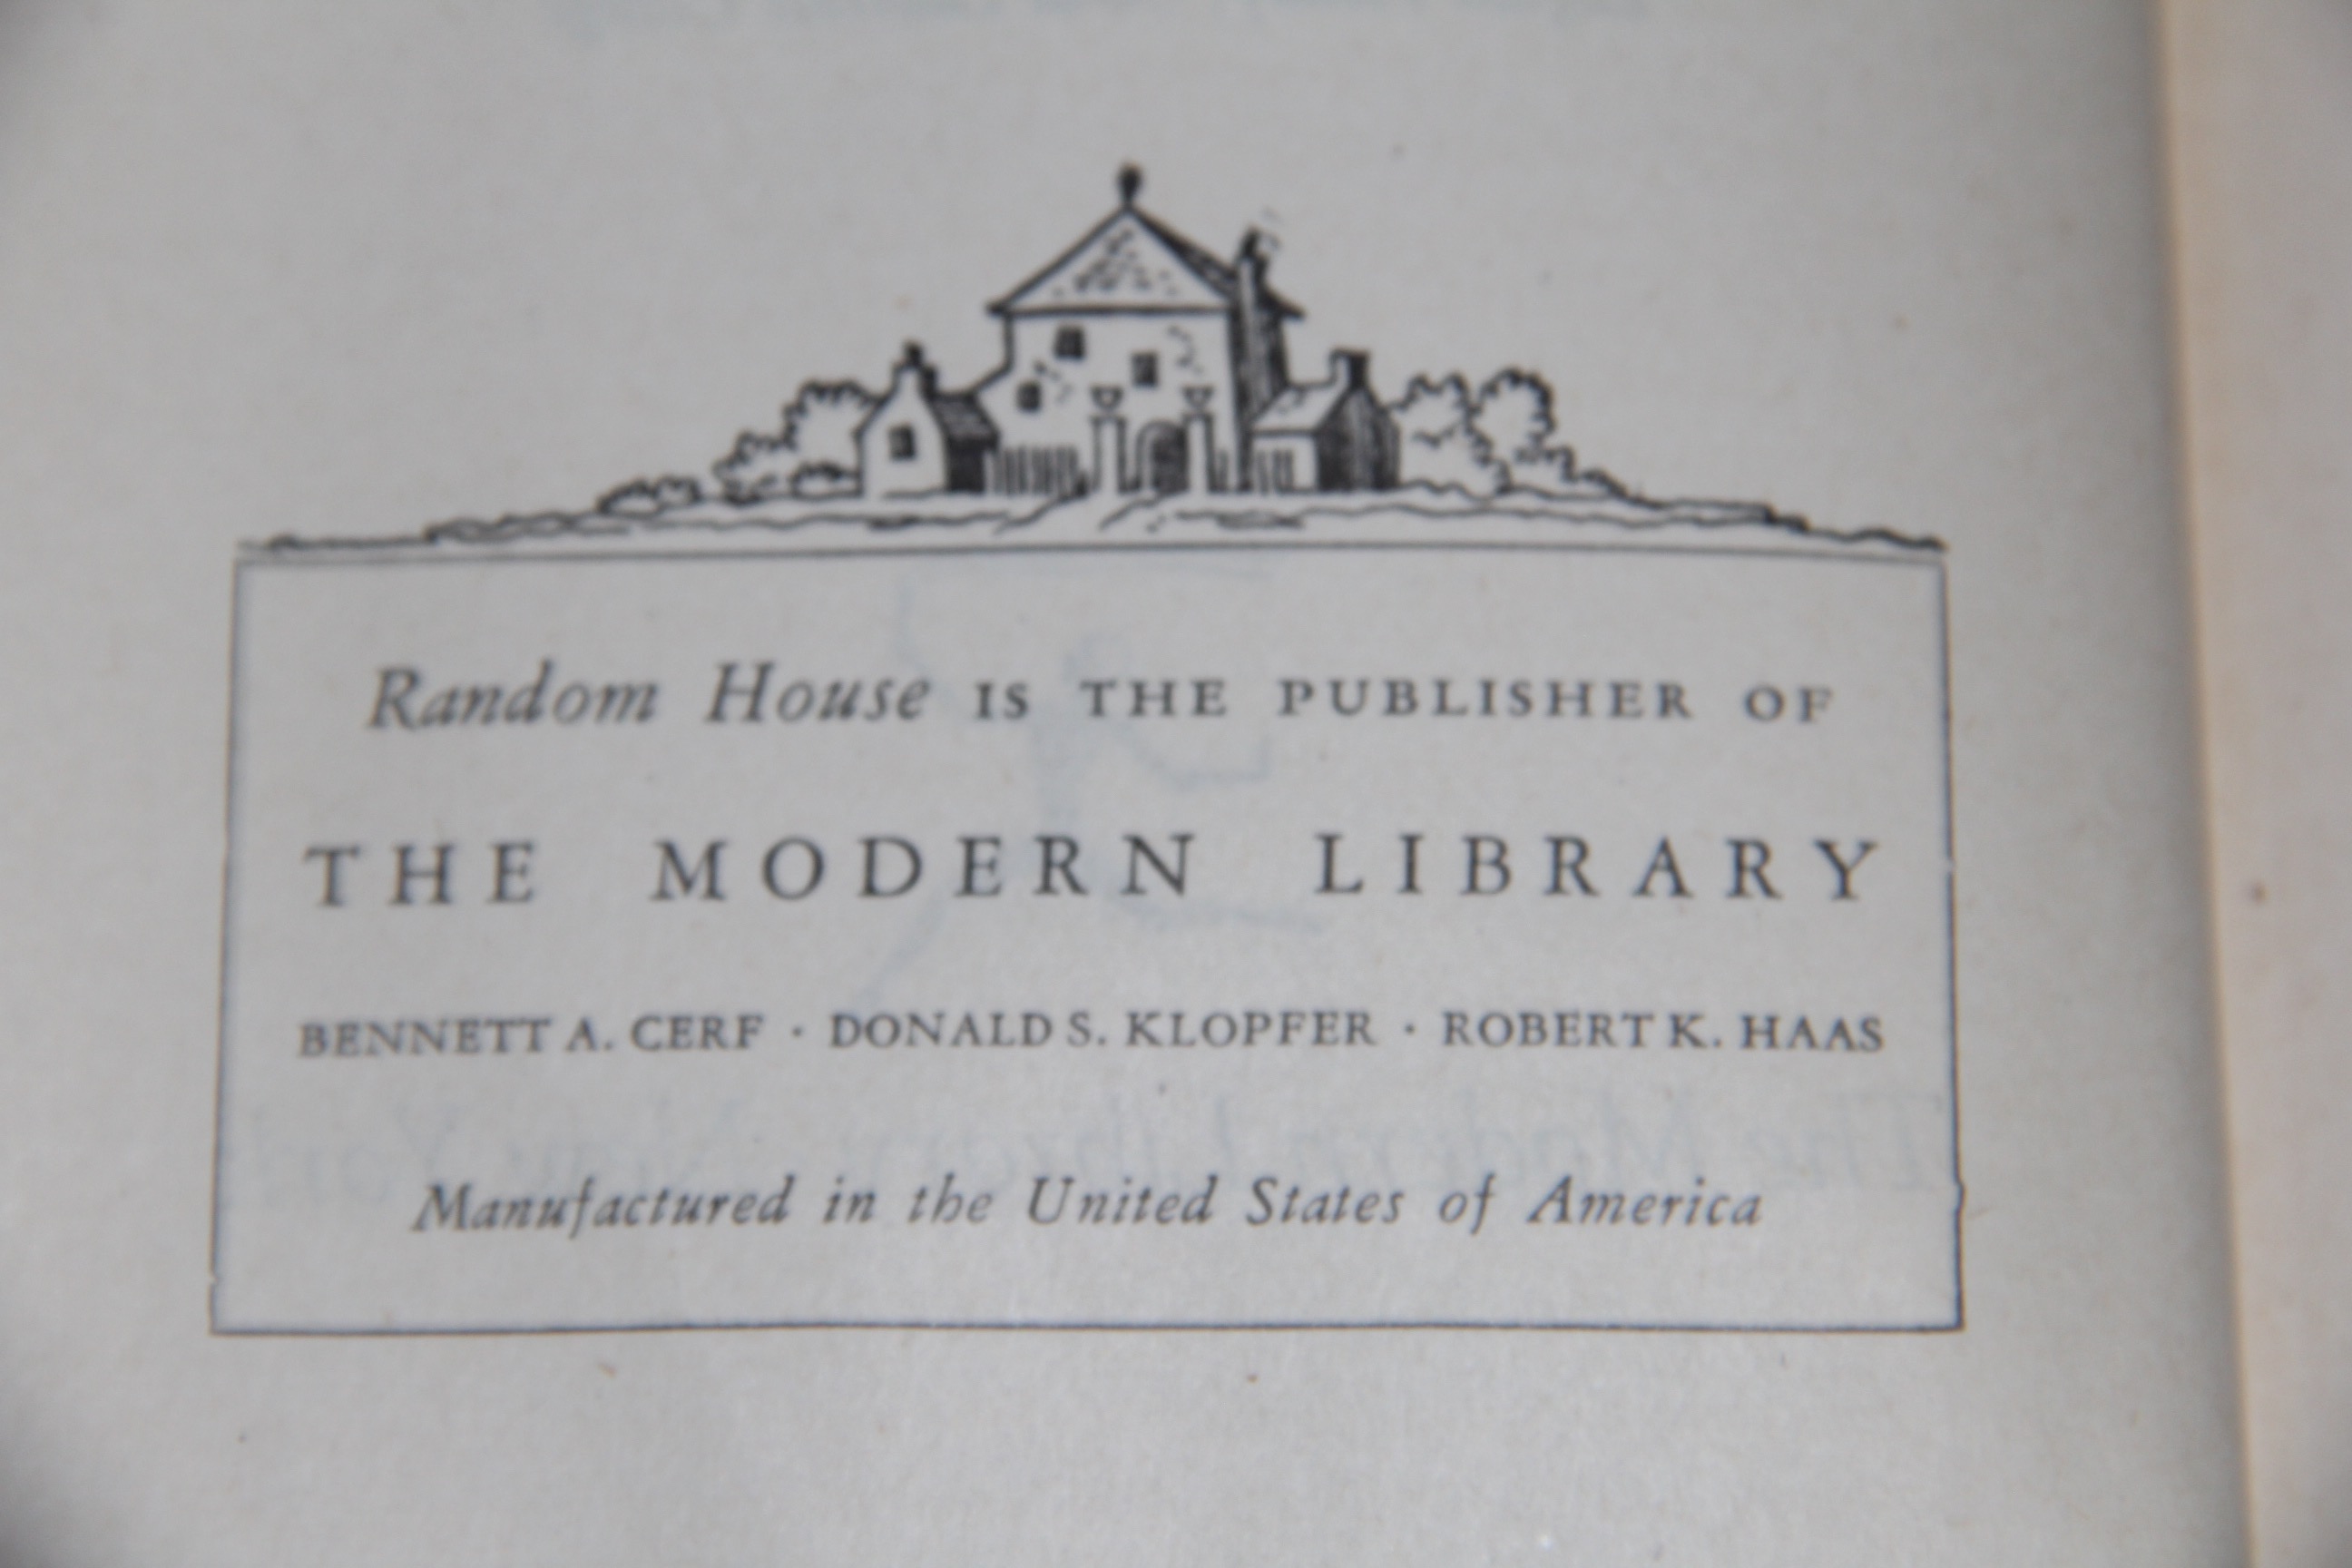 Random House IS THE PUBLISHER OF
THE MODERN LIBRARY
BENNETT A. CERF · DONALD S. KLOPFER · ROBERT K. HAAS
Manufactured in the United States of America